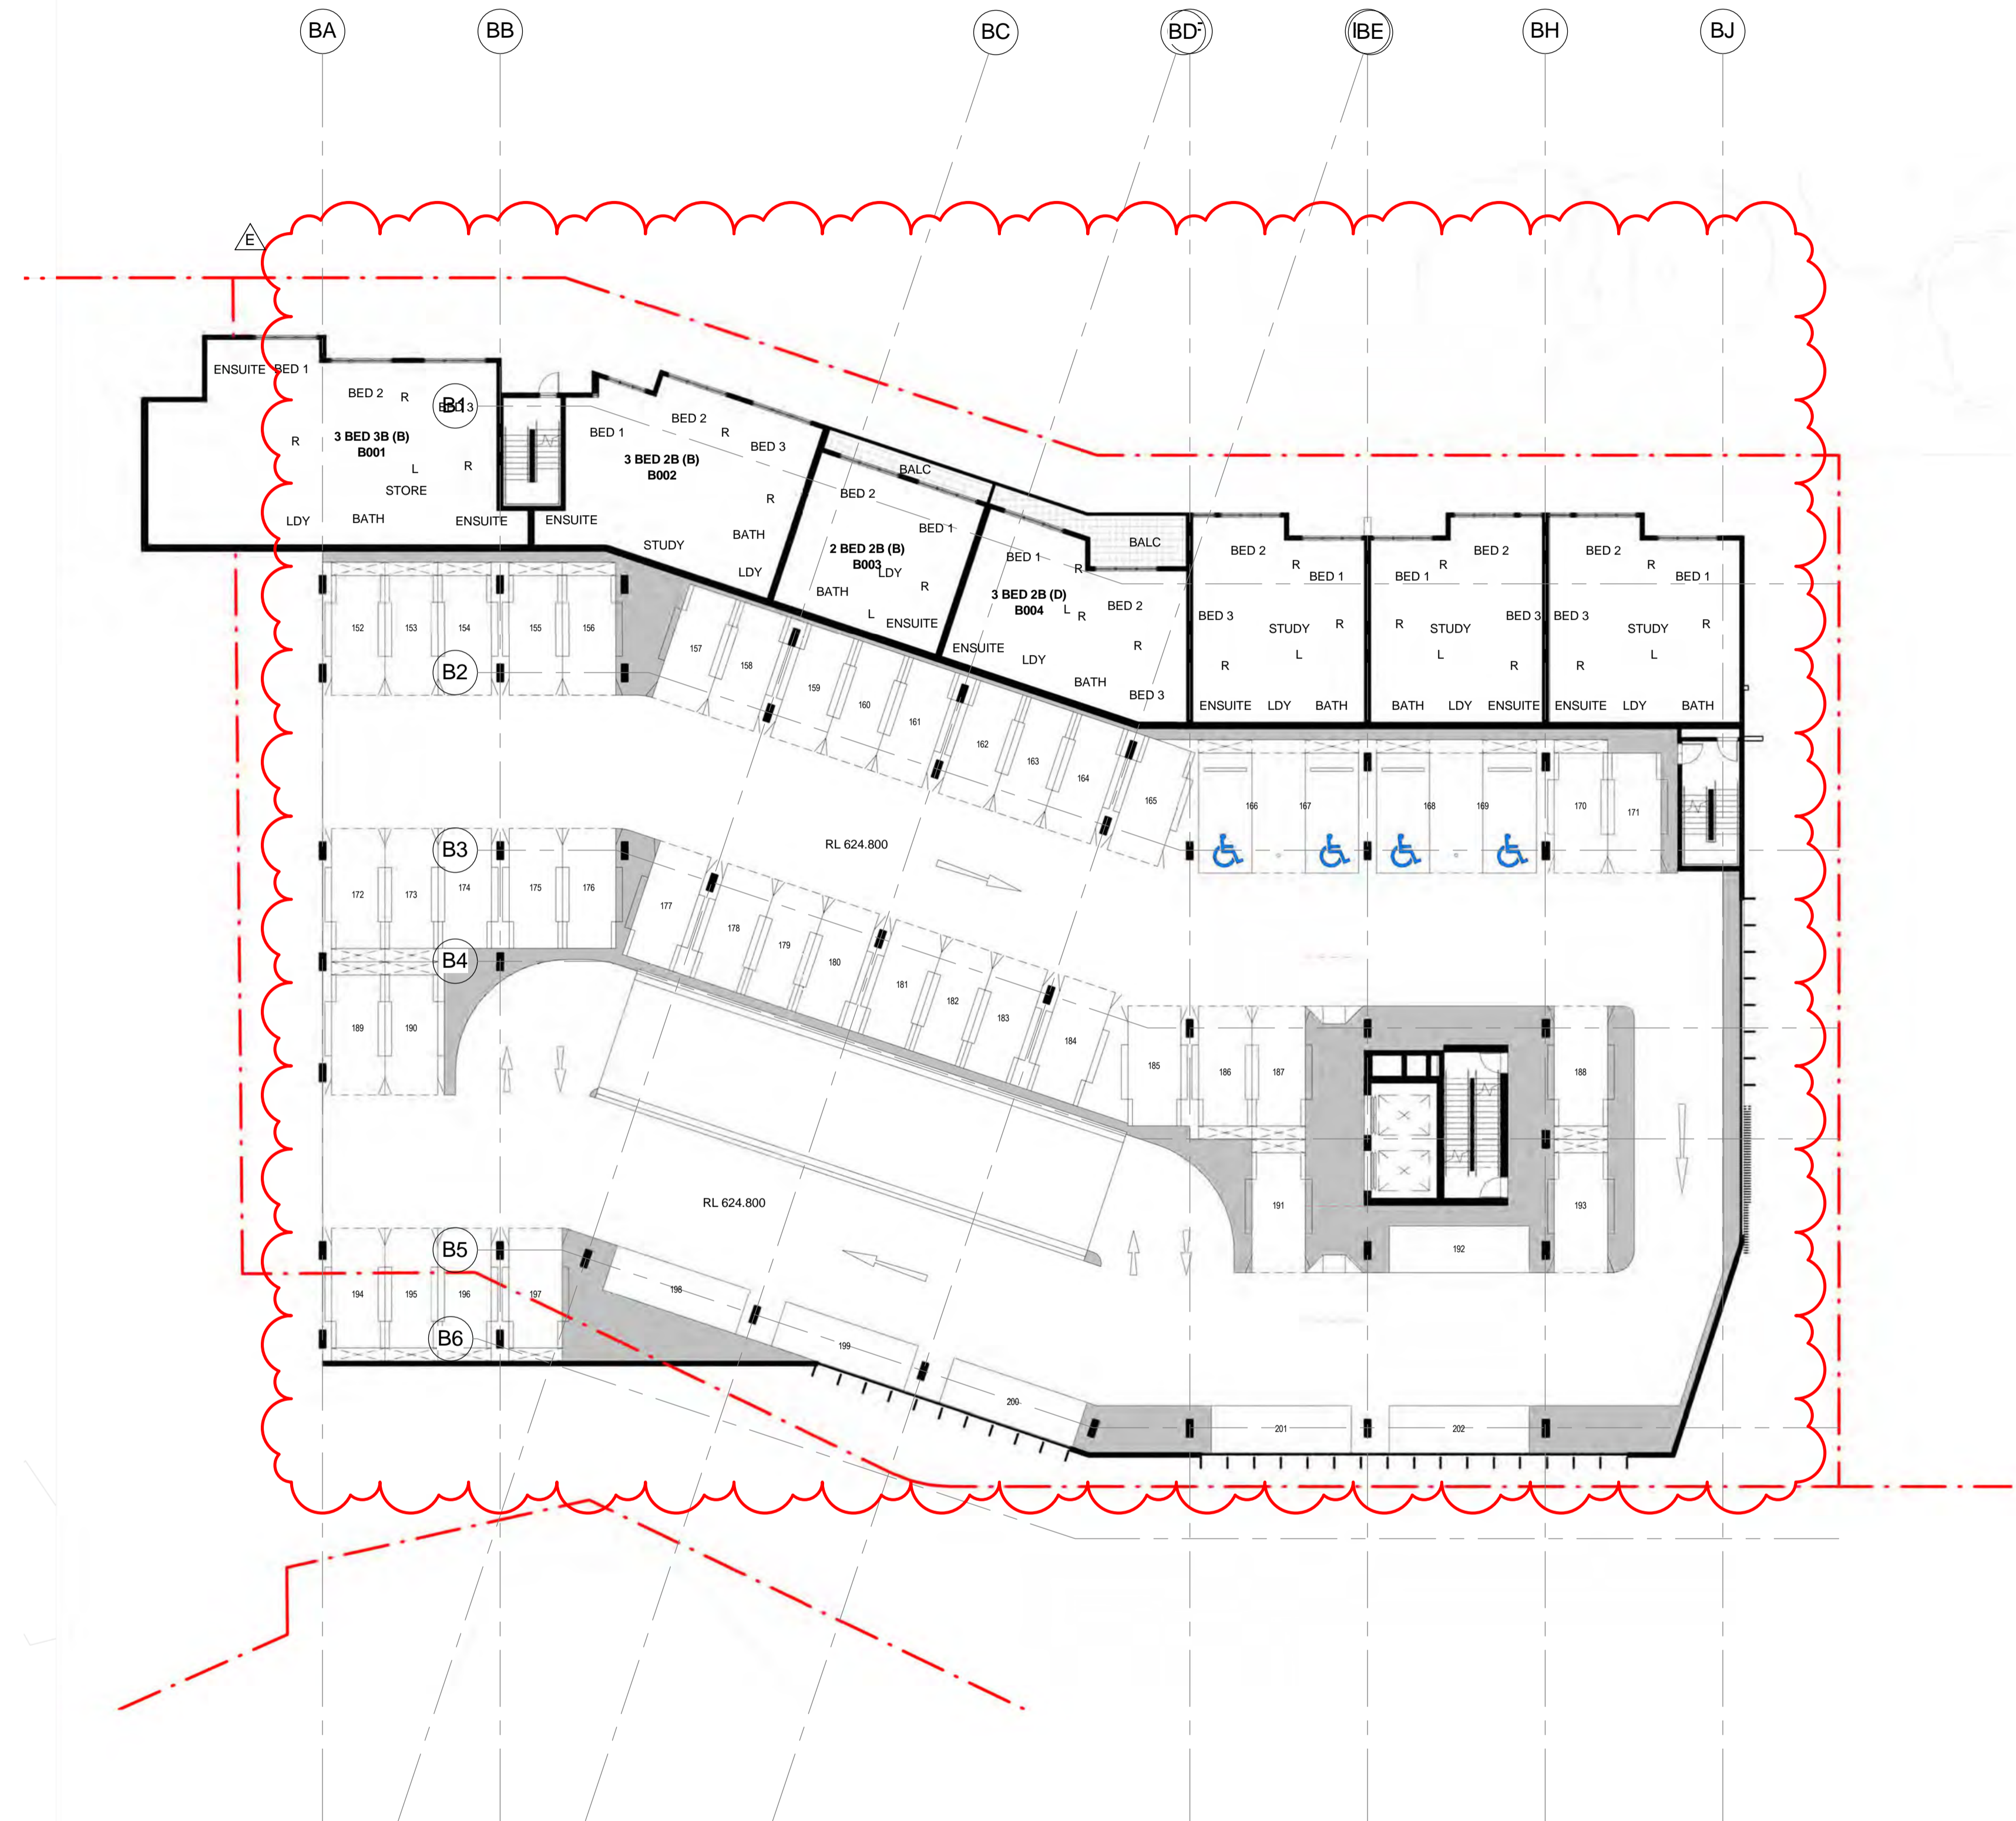 BA
BB
BC
BD
BE
BH
BJ
E
ENSUITE
BED 1
BED 2
R
BED 3
B1
R
3 BED 3B (B)
B001
L
R
STORE
LDY
BATH
ENSUITE
BED 1
BED 2
R
BED 3
3 BED 2B (B)
B002
R
ENSUITE
STUDY
BATH
LDY
BALC
BED 2
BED 1
2 BED 2B (B)
B003
LDY
BATH
R
L
ENSUITE
BALC
BED 1
R
3 BED 2B (D)
B004
L
R
BED 2
R
ENSUITE
LDY
BATH
BED 3
BED 2
R
BED 1
BED 3
STUDY
R
L
R
ENSUITE
LDY
BATH
BED 2
R
BED 1
BED 3
R
STUDY
L
R
BATH
LDY
ENSUITE
BED 2
R
BED 1
BED 3
STUDY
R
L
R
ENSUITE
LDY
BATH
152
153
154
155
156
B2
157
158
159
160
161
162
163
164
165
166
167
168
169
170
171
RL 624.800
B3
172
173
174
175
176
177
178
179
180
181
182
183
184
185
186
187
188
B4
189
190
191
192
193
RL 624.800
B5
194
195
196
197
198
199
200
201
202
B6